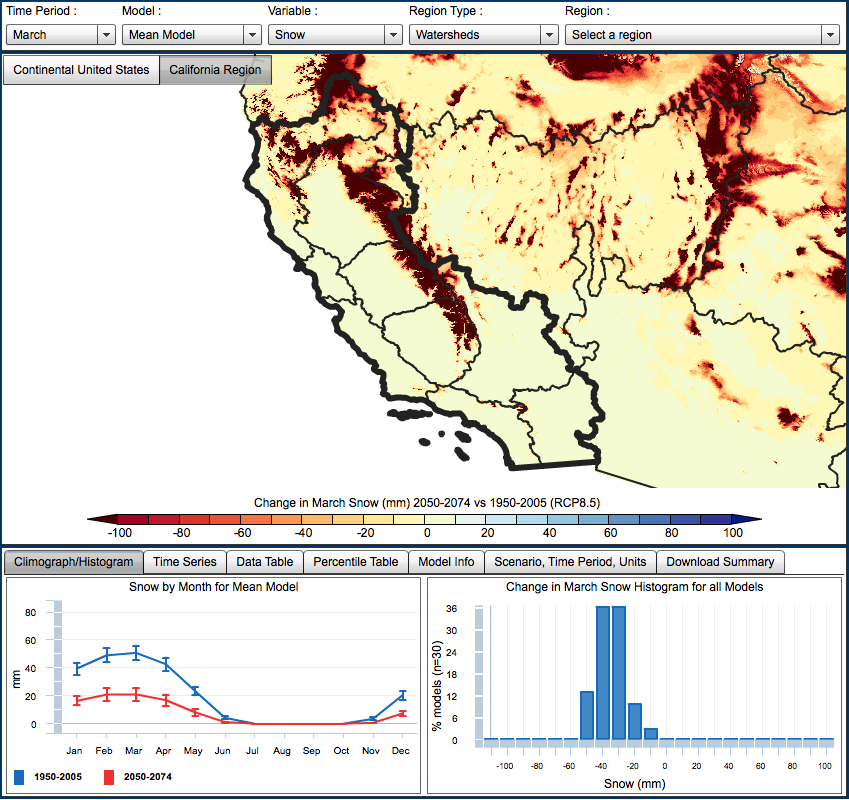 Time Period : Model : Variable : Region Type : Region :
March Mean Model Snow Watersheds Select a region
Continental United States California Region
Change in March Snow (mm) 2050-2074 vs 1950-2005 (RCP8.5)
-100 -80 -60 -40 -20 0 20 40 60 80 100
Climograph/Histogram Time Series Data Table Percentile Table Model Info Scenario, Time Period, Units Download Summary
Snow by Month for Mean Model
80
60
40
20
0
mm
Jan Feb Mar Apr May Jun Jul Aug Sep Oct Nov Dec
1950-2005 2050-2074
Change in March Snow Histogram for all Models
36
30
24
18
12
6
0
% models (n=30)
-100 -80 -60 -40 -20 0 20 40 60 80 100
Snow (mm)